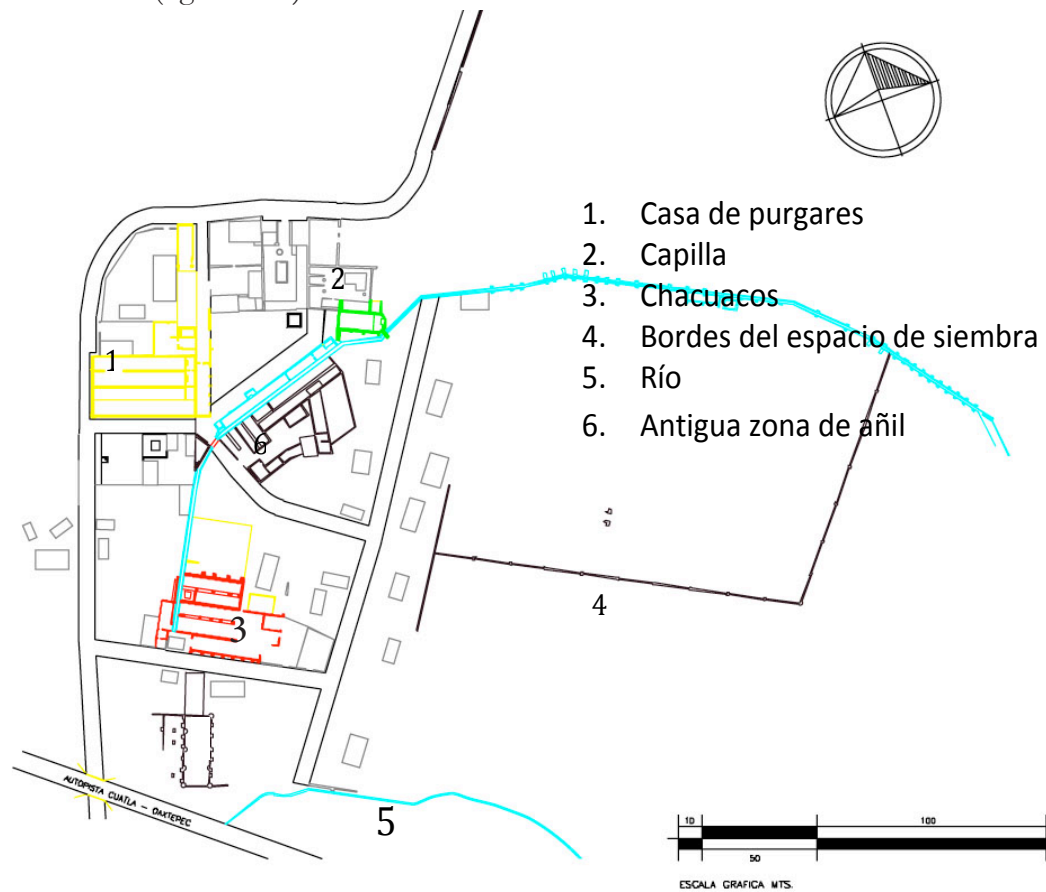 1. Casa de purgares
2. Capilla
3. Chacuacos
4. Bordes del espacio de siembra
5. Río
6. Antigua zona de añil
2
1
6
3
4
AUTOPISTA CUATLA - OAXTEPEC
5
10 100
50
ESCALA GRAFICA MTS.